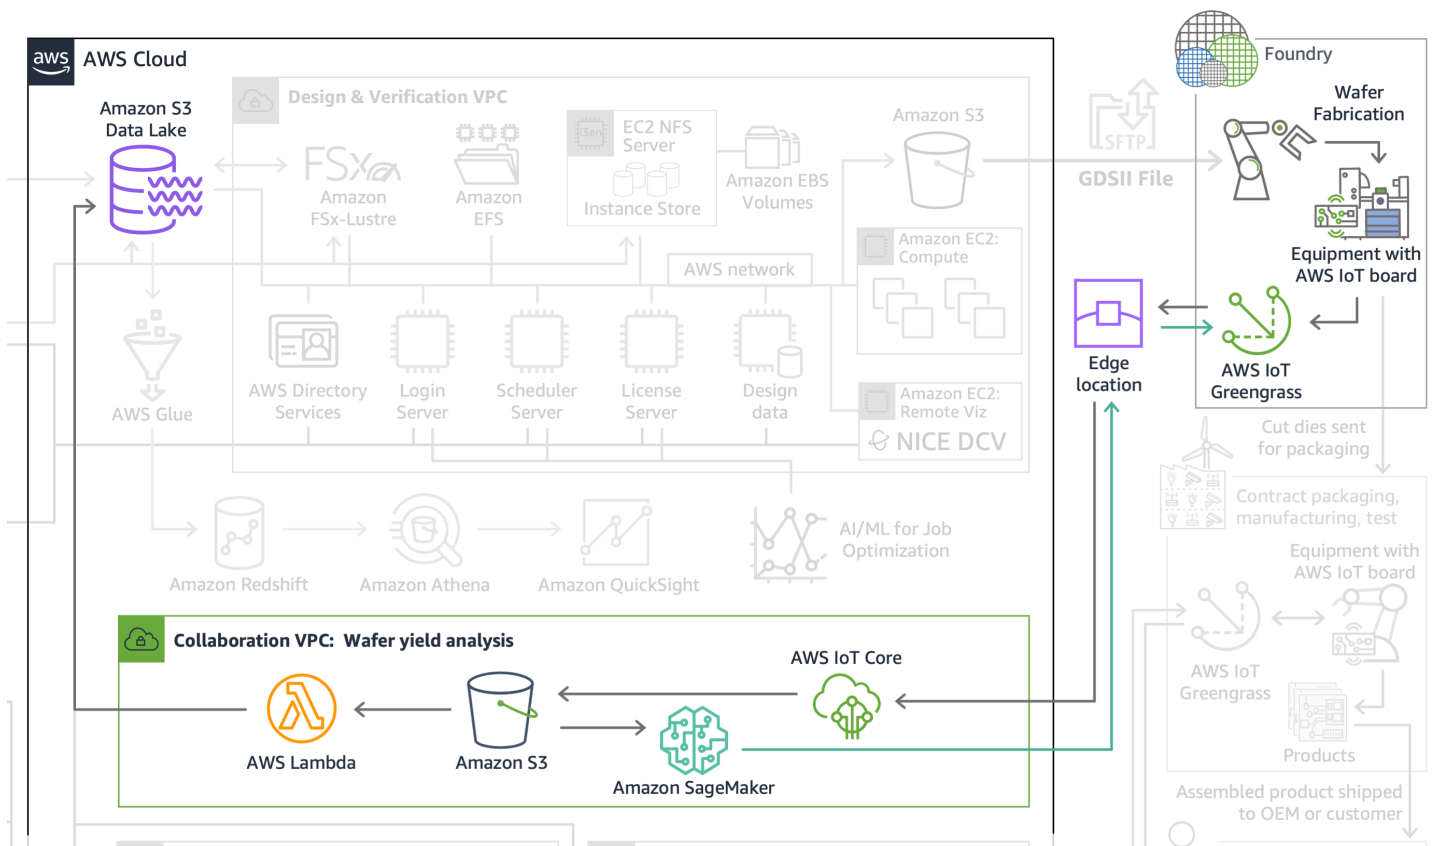 aws
AWS Cloud
Foundry
Amazon S3
Data Lake
Design & Verification VPC
Wafer
Fabrication
FSx
Amazon
FSx-Lustre
Amazon
EFS
i3en
EC2 NFS
Server
Instance Store
Amazon EBS
Volumes
Amazon S3
SFTP
GDSII File
Equipment with
AWS IoT board
AWS network
Amazon EC2:
Compute
AWS Glue
AWS Directory
Services
Login
Server
Scheduler
Server
License
Server
Design
data
Amazon EC2:
Remote Viz
NICE DCV
Edge
location
AWS IoT
Greengrass
Cut dies sent
for packaging
Contract packaging,
manufacturing, test
Amazon Redshift
Amazon Athena
Amazon QuickSight
AI/ML for Job
Optimization
Equipment with
AWS IoT board
AWS IoT
Greengrass
Products
Assembled product shipped
to OEM or customer
Collaboration VPC:  Wafer yield analysis
AWS IoT Core
AWS Lambda
Amazon S3
Amazon SageMaker